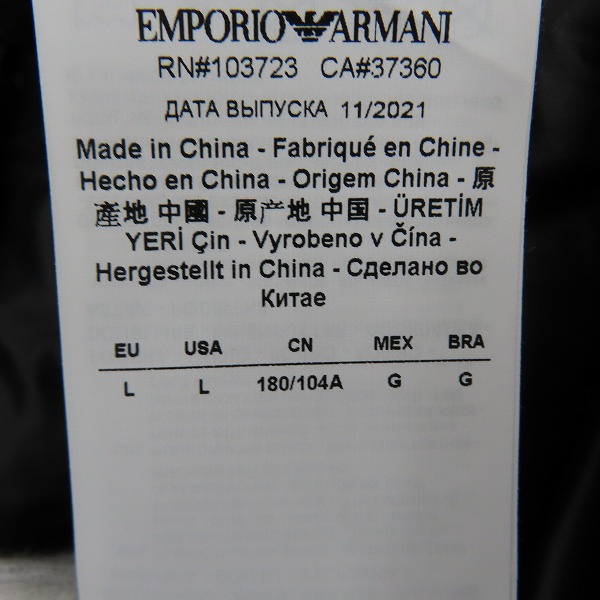 EMPORIO ARMANI
RN#103723 CA#37360
ДАТА ВЫПУСКА 11/2021
Made in China - Fabriqué en Chine -
Hecho en China - Origem China - 原
產地 中國 - 原产地 中国 - ÜRETİM
YERİ Çin - Vyrobeno v Čína -
Hergestellt in China - Сделано во
Китае
EU USA CN MEX BRA
L L 180/104A G G